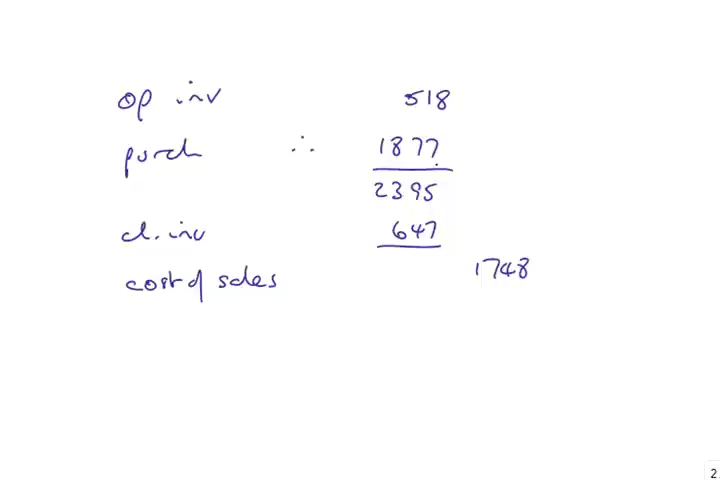 op inv 518
purch ∴ 1877
2395
cl. inv 647
cost of sales 1748
2